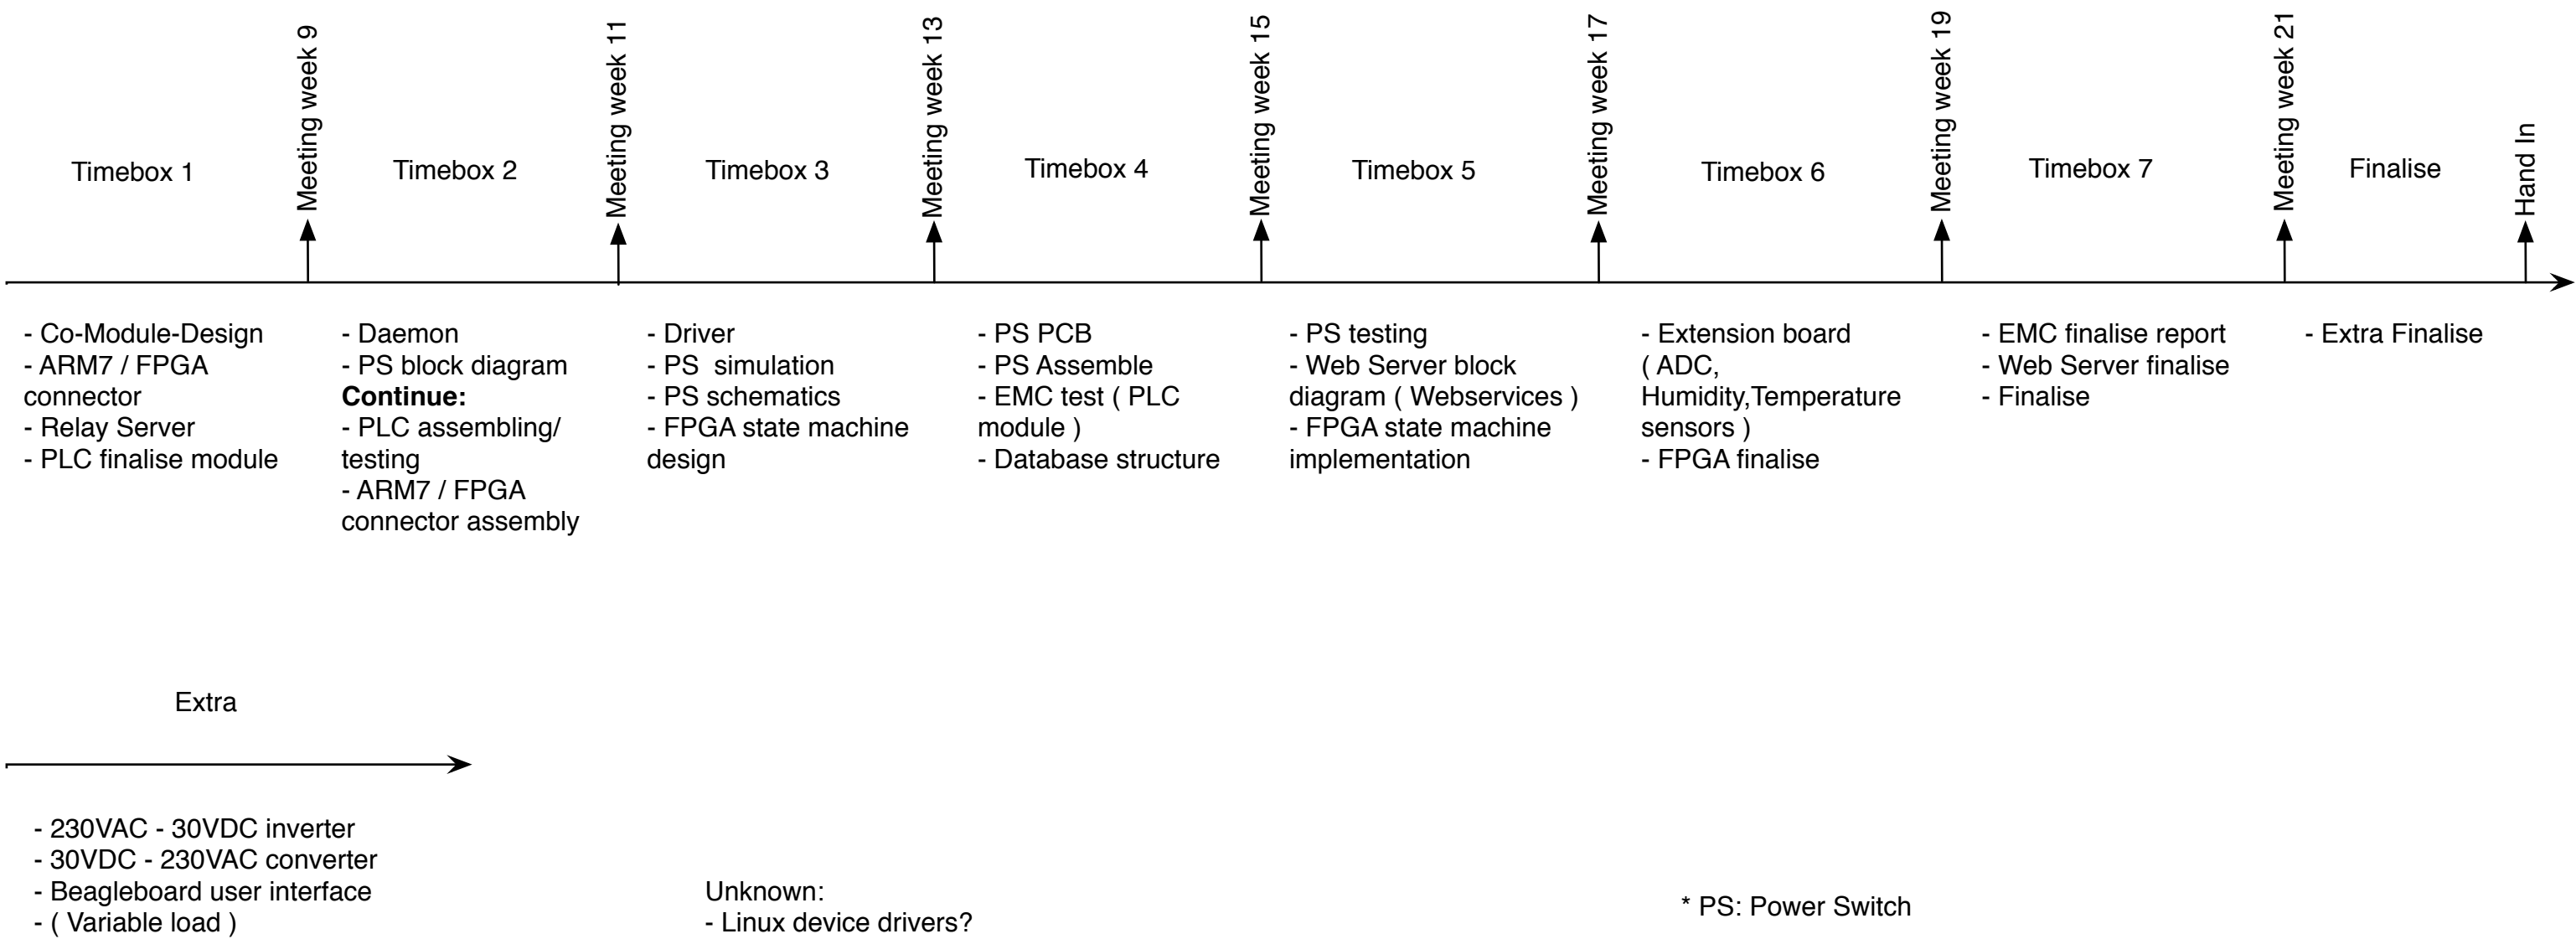 Meeting week 9
Meeting week 11
Meeting week 13
Meeting week 15
Meeting week 17
Meeting week 19
Meeting week 21
Hand In
Timebox 1
Timebox 2
Timebox 3
Timebox 4
Timebox 5
Timebox 6
Timebox 7
Finalise
- Co-Module-Design
- ARM7 / FPGA
connector
- Relay Server
- PLC finalise module
- Daemon
- PS block diagram
Continue:
- PLC assembling/
testing
- ARM7 / FPGA
connector assembly
- Driver
- PS  simulation
- PS schematics
- FPGA state machine
design
- PS PCB
- PS Assemble
- EMC test ( PLC
module )
- Database structure
- PS testing
- Web Server block
diagram ( Webservices )
- FPGA state machine
implementation
- Extension board
( ADC,
Humidity,Temperature
sensors )
- FPGA finalise
- EMC finalise report
- Web Server finalise
- Finalise
- Extra Finalise
Extra
- 230VAC - 30VDC inverter
- 30VDC - 230VAC converter
- Beagleboard user interface
- ( Variable load )
Unknown:
- Linux device drivers?
* PS: Power Switch